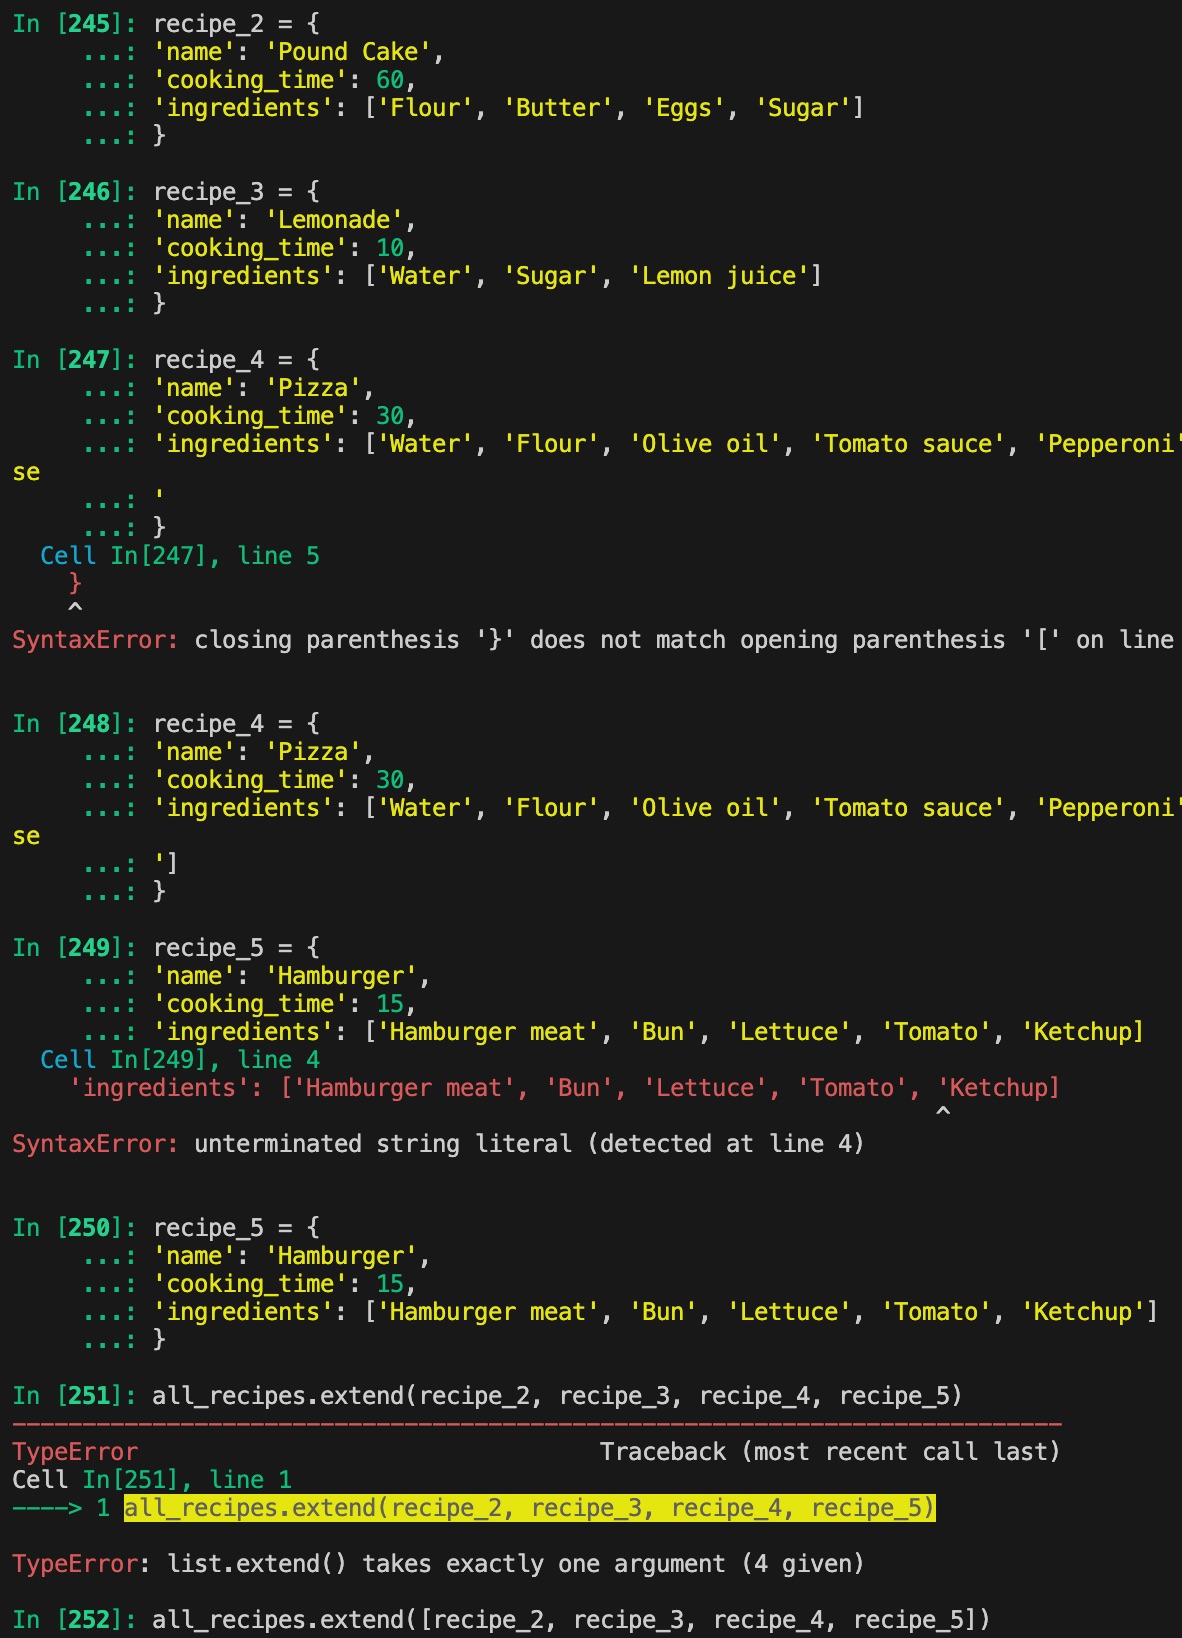 In [245]: recipe_2 = {
     ...: 'name': 'Pound Cake',
     ...: 'cooking_time': 60,
     ...: 'ingredients': ['Flour', 'Butter', 'Eggs', 'Sugar']
     ...: }
In [246]: recipe_3 = {
     ...: 'name': 'Lemonade',
     ...: 'cooking_time': 10,
     ...: 'ingredients': ['Water', 'Sugar', 'Lemon juice']
     ...: }
In [247]: recipe_4 = {
     ...: 'name': 'Pizza',
     ...: 'cooking_time': 30,
     ...: 'ingredients': ['Water', 'Flour', 'Olive oil', 'Tomato sauce', 'Pepperoni'
se
     ...: '
     ...: }
  Cell In[247], line 5
    }
    ^
SyntaxError: closing parenthesis '}' does not match opening parenthesis '[' on line
In [248]: recipe_4 = {
     ...: 'name': 'Pizza',
     ...: 'cooking_time': 30,
     ...: 'ingredients': ['Water', 'Flour', 'Olive oil', 'Tomato sauce', 'Pepperoni'
se
     ...: ']
     ...: }
In [249]: recipe_5 = {
     ...: 'name': 'Hamburger',
     ...: 'cooking_time': 15,
     ...: 'ingredients': ['Hamburger meat', 'Bun', 'Lettuce', 'Tomato', 'Ketchup]
  Cell In[249], line 4
    'ingredients': ['Hamburger meat', 'Bun', 'Lettuce', 'Tomato', 'Ketchup]
                                                                  ^
SyntaxError: unterminated string literal (detected at line 4)
In [250]: recipe_5 = {
     ...: 'name': 'Hamburger',
     ...: 'cooking_time': 15,
     ...: 'ingredients': ['Hamburger meat', 'Bun', 'Lettuce', 'Tomato', 'Ketchup']
     ...: }
In [251]: all_recipes.extend(recipe_2, recipe_3, recipe_4, recipe_5)
---------------------------------------------------------------------------
TypeError                                 Traceback (most recent call last)
Cell In[251], line 1
----> 1 all_recipes.extend(recipe_2, recipe_3, recipe_4, recipe_5)
TypeError: list.extend() takes exactly one argument (4 given)
In [252]: all_recipes.extend([recipe_2, recipe_3, recipe_4, recipe_5])